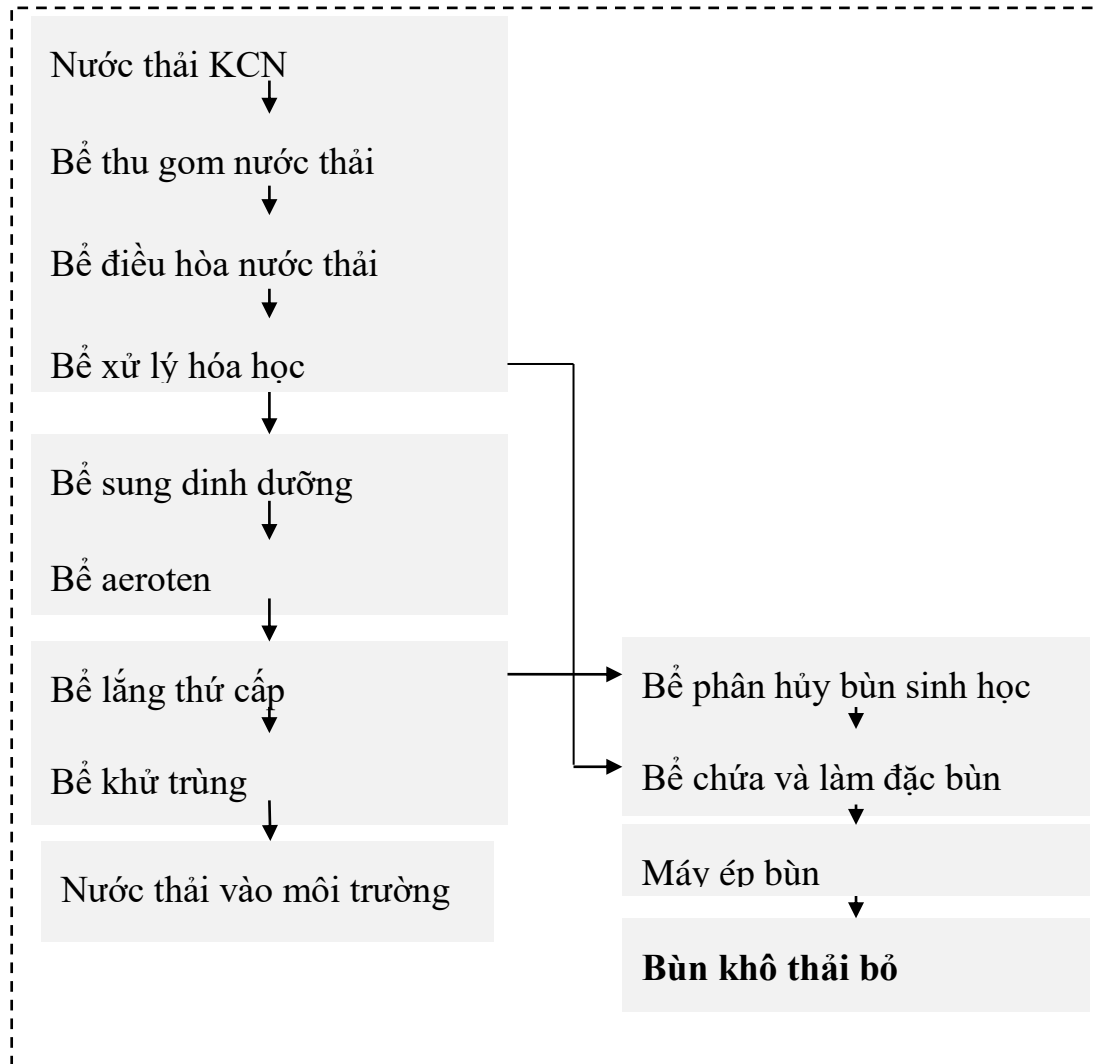 Nước thải KCN
Bể thu gom nước thải
Bể điều hòa nước thải
Bể xử lý hóa học
Bể sung dinh dưỡng
Bể aeroten
Bể lắng thứ cấp
Bể khử trùng
Nước thải vào môi trường
Bể phân hủy bùn sinh học
Bể chứa và làm đặc bùn
Máy ép bùn
Bùn khô thải bỏ